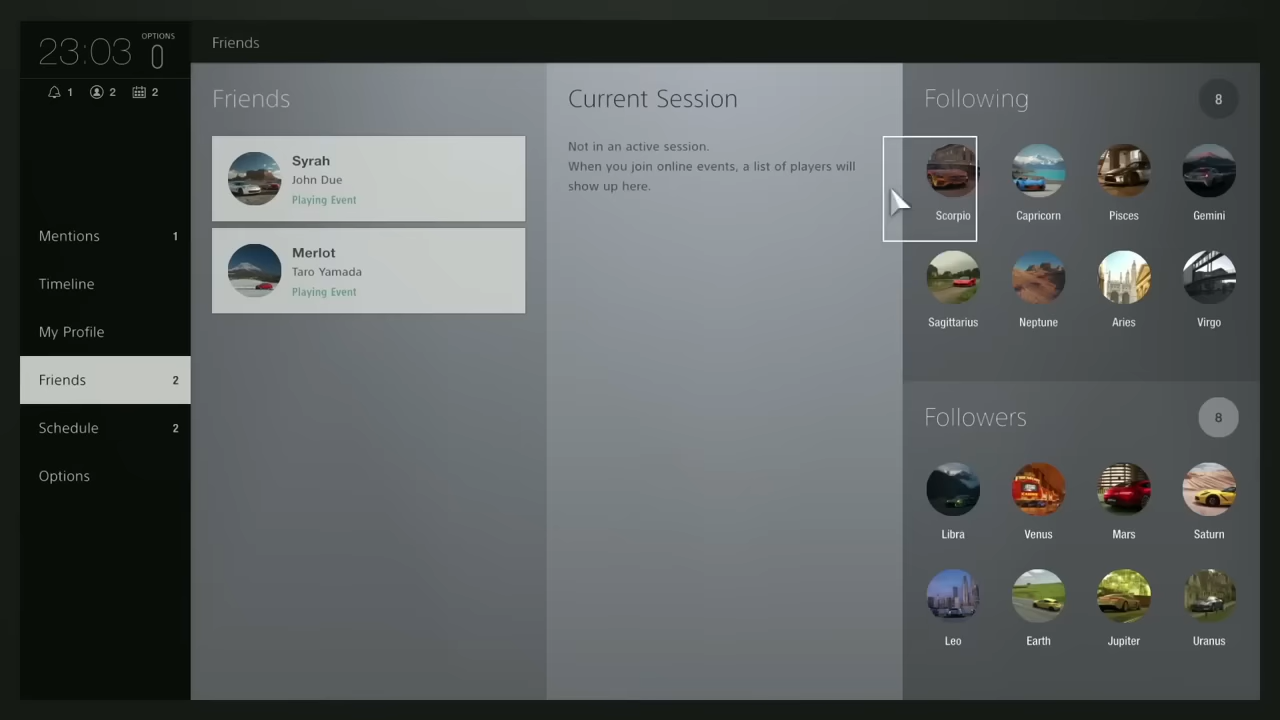 23:03
OPTIONS
1
2
2
Mentions 1
Timeline
My Profile
Friends 2
Schedule 2
Options
Friends
Friends
Syrah
John Due
Playing Event
Merlot
Taro Yamada
Playing Event
Current Session
Not in an active session.
When you join online events, a list of players will
show up here.
Following 8
Scorpio Capricorn Pisces Gemini
Sagittarius Neptune Aries Virgo
Followers 8
Libra Venus Mars Saturn
Leo Earth Jupiter Uranus